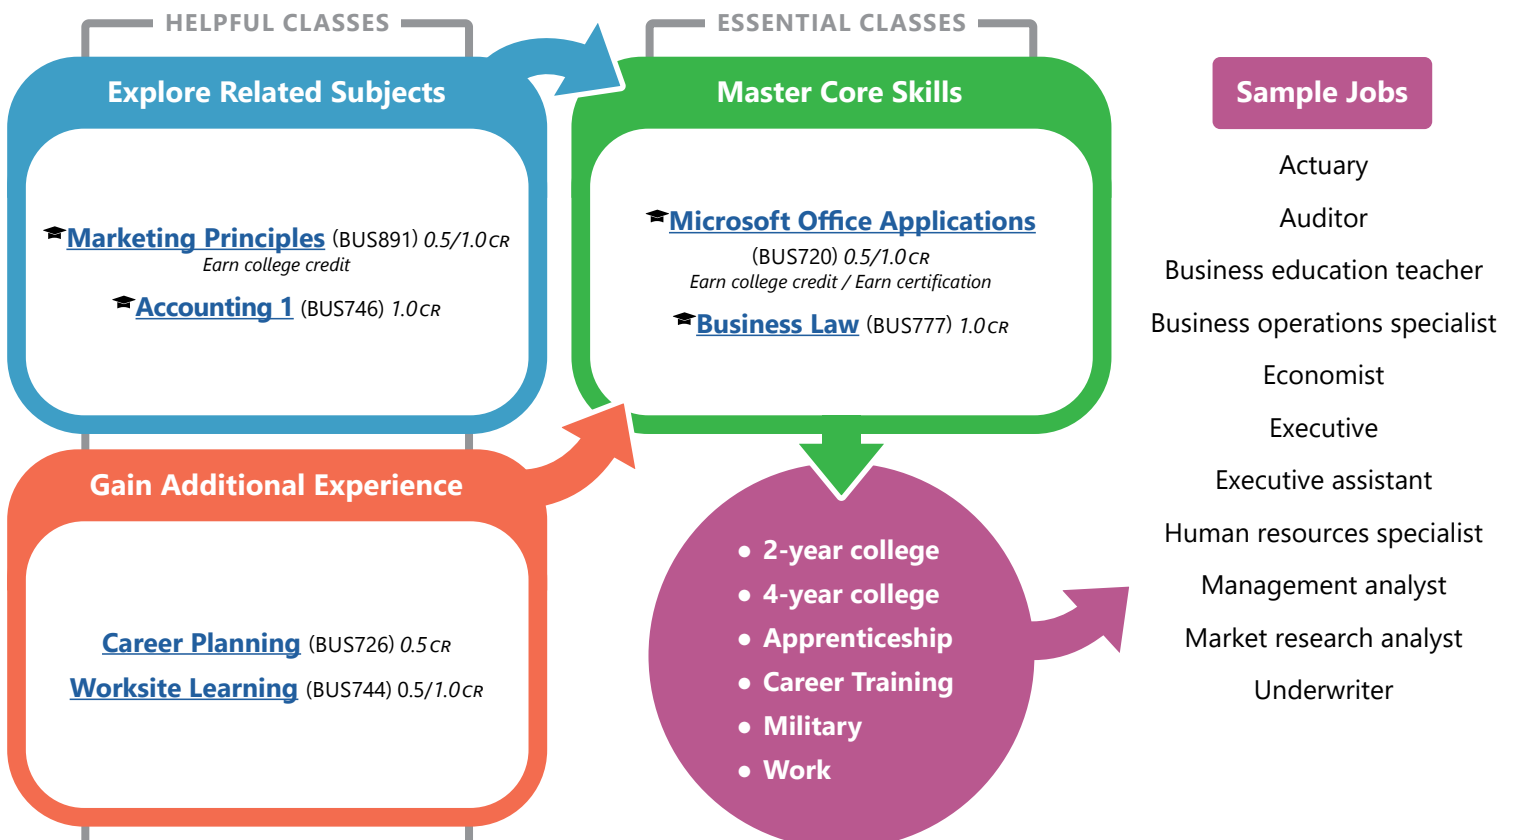 HELPFUL CLASSES
Explore Related Subjects
Marketing Principles (BUS891) 0.5/1.0 CR
Earn college credit
Accounting 1 (BUS746) 1.0 CR
Gain Additional Experience
Career Planning (BUS726) 0.5 CR
Worksite Learning (BUS744) 0.5/1.0 CR
ESSENTIAL CLASSES
Master Core Skills
Microsoft Office Applications
(BUS720) 0.5/1.0 CR
Earn college credit / Earn certification
Business Law (BUS777) 1.0 CR
• 2-year college
• 4-year college
• Apprenticeship
• Career Training
• Military
• Work
Sample Jobs
Actuary
Auditor
Business education teacher
Business operations specialist
Economist
Executive
Executive assistant
Human resources specialist
Management analyst
Market research analyst
Underwriter